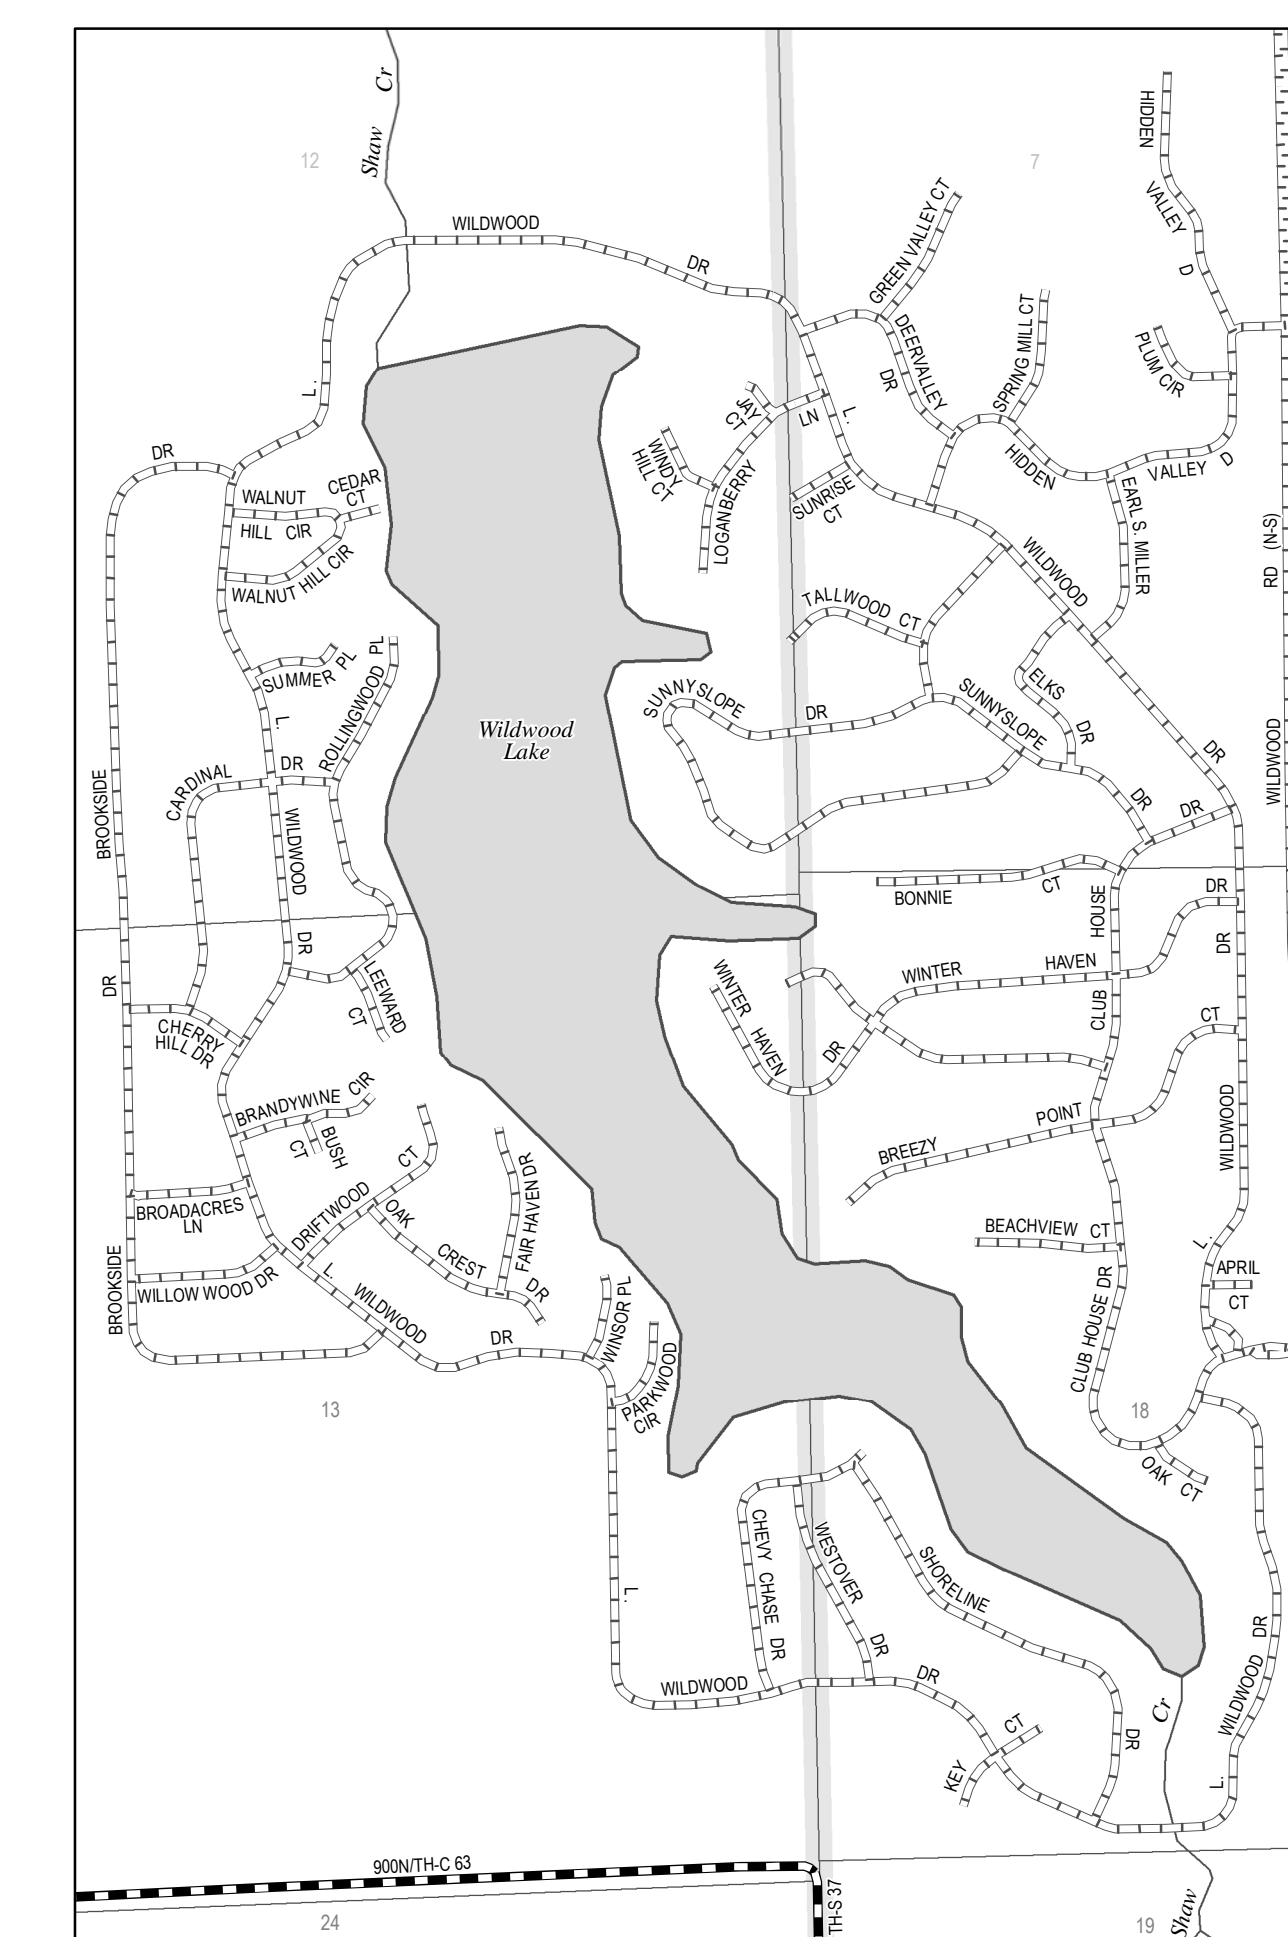 Shaw Cr
12
7
WILDWOOD
DR
L.
HIDDEN
VALLEY
D
GREEN VALLEY CT
DEERVALLEY
DR
SPRING MILL CT
PLUM CIR
HIDDEN
VALLEY D
EARL S. MILLER
JAY
CT
LN
L.
WINDY
HILL CT
LOGANBERRY
SUNRISE
CT
DR
WALNUT
HILL CIR
CEDAR
CT
WALNUT HILL CIR
WILDWOOD
RD (N-S)
WILDWOOD
TALLWOOD CT
SUMMER PL
ROLLINGWOOD PL
L.
SUNNYSLOPE
DR
SUNNYSLOPE
DR
ELKS
DR
DR
DR
Wildwood
Lake
CARDINAL
DR
BROOKSIDE
WILDWOOD
DR
DR
BONNIE
CT
HOUSE
CLUB
DR
WINTER
HAVEN
DR
WINTER
HAVEN
DR
LEEWARD
CT
CHERRY
HILL DR
BRANDYWINE CIR
BUSH
CT
BREEZY
POINT
CT
WILDWOOD
L.
BROADACRES
LN
BROOKSIDE
WILLOW WOOD DR
DRIFTWOOD
CT
OAK
CREST
DR
FAIR HAVEN DR
BEACHVIEW CT
CLUB HOUSE DR
APRIL
CT
L.
WILDWOOD
DR
WINSOR PL
PARKWOOD
CIR
13
18
OAK
CT
CHEVY CHASE DR
WESTOVER
DR
SHORELINE
DR
L.
WILDWOOD
DR
KEY
CT
WILDWOOD DR
L.
Shaw Cr
900N/TH-C 63
TH-S 37
24
19